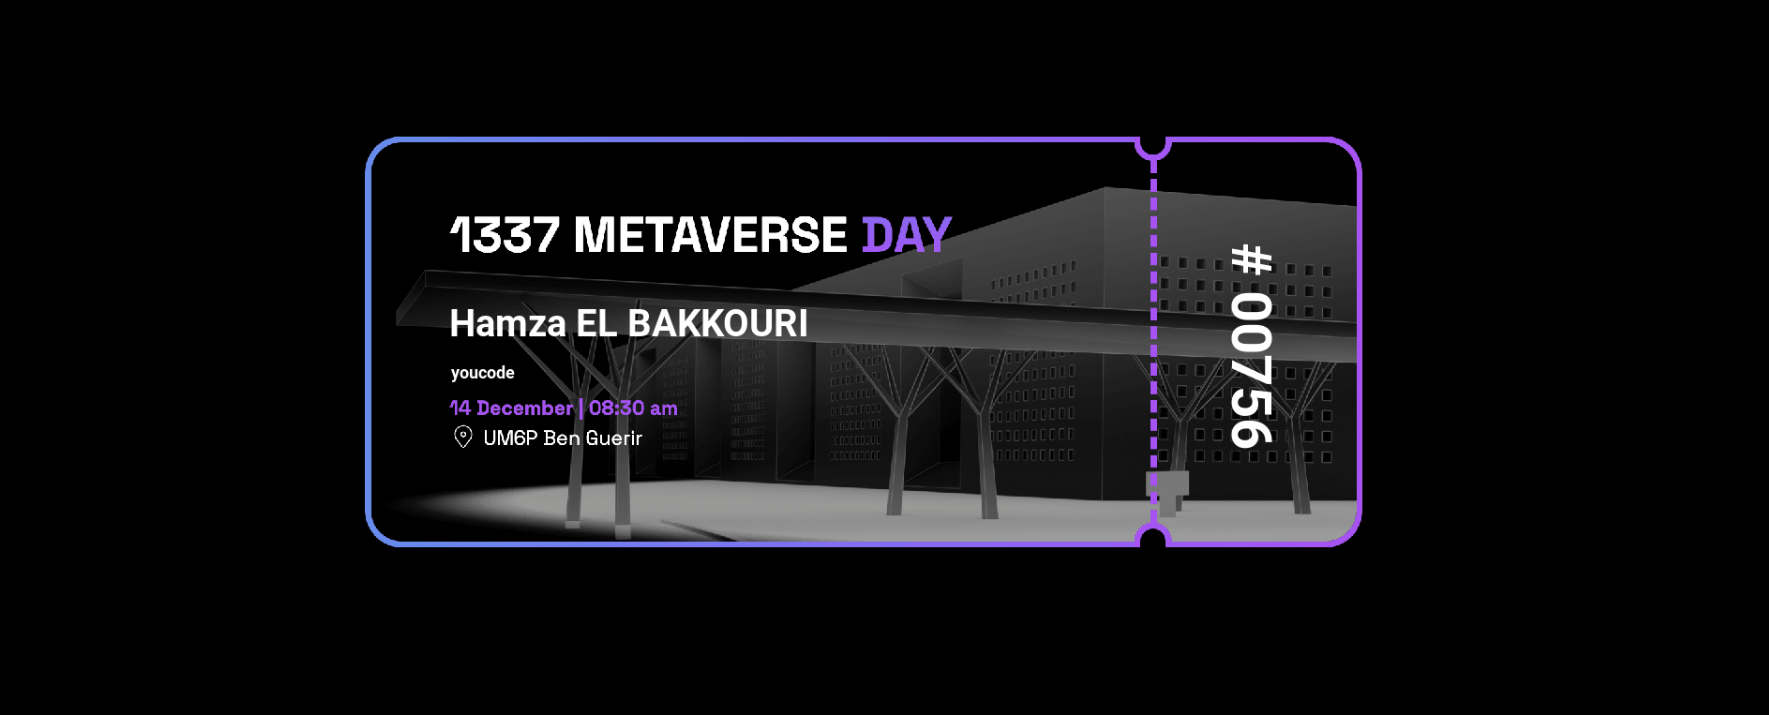 1337 METAVERSE DAY
Hamza EL BAKKOURI
youcode
14 December | 08:30 am
UM6P Ben Guerir
# 00756